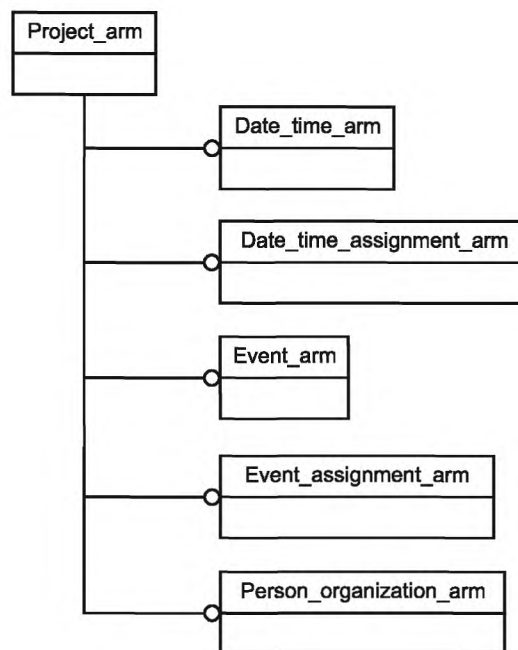 Project_arm
Date_time_arm
Date_time_assignment_arm
Event_arm
Event_assignment_arm
Person_organization_arm